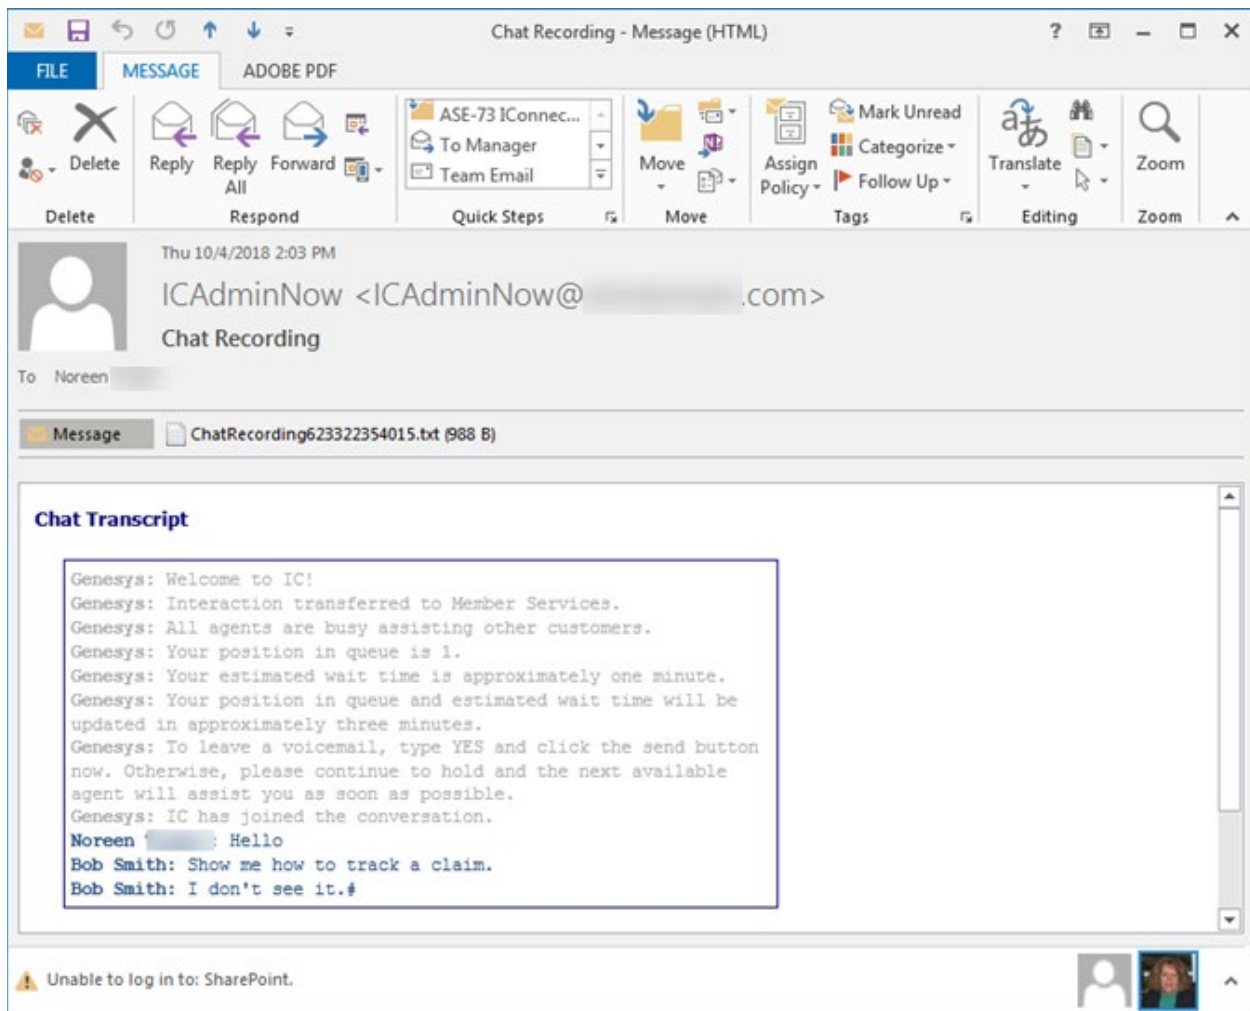 Chat Recording - Message (HTML)
?
FILE
MESSAGE
ADOBE PDF
Delete
Reply
Reply All
Forward
ASE-73 IConnec...
To Manager
Team Email
Move
Assign Policy
Mark Unread
Categorize
Follow Up
Translate
Zoom
Delete
Respond
Quick Steps
Move
Tags
Editing
Zoom
Thu 10/4/2018 2:03 PM
ICAdminNow <ICAdminNow@ .com>
Chat Recording
To Noreen
Message
ChatRecording623322354015.txt (988 B)
Chat Transcript
Genesys: Welcome to IC!
Genesys: Interaction transferred to Member Services.
Genesys: All agents are busy assisting other customers.
Genesys: Your position in queue is 1.
Genesys: Your estimated wait time is approximately one minute.
Genesys: Your position in queue and estimated wait time will be
updated in approximately three minutes.
Genesys: To leave a voicemail, type YES and click the send button
now. Otherwise, please continue to hold and the next available
agent will assist you as soon as possible.
Genesys: IC has joined the conversation.
Noreen : Hello
Bob Smith: Show me how to track a claim.
Bob Smith: I don't see it.#
Unable to log in to: SharePoint.